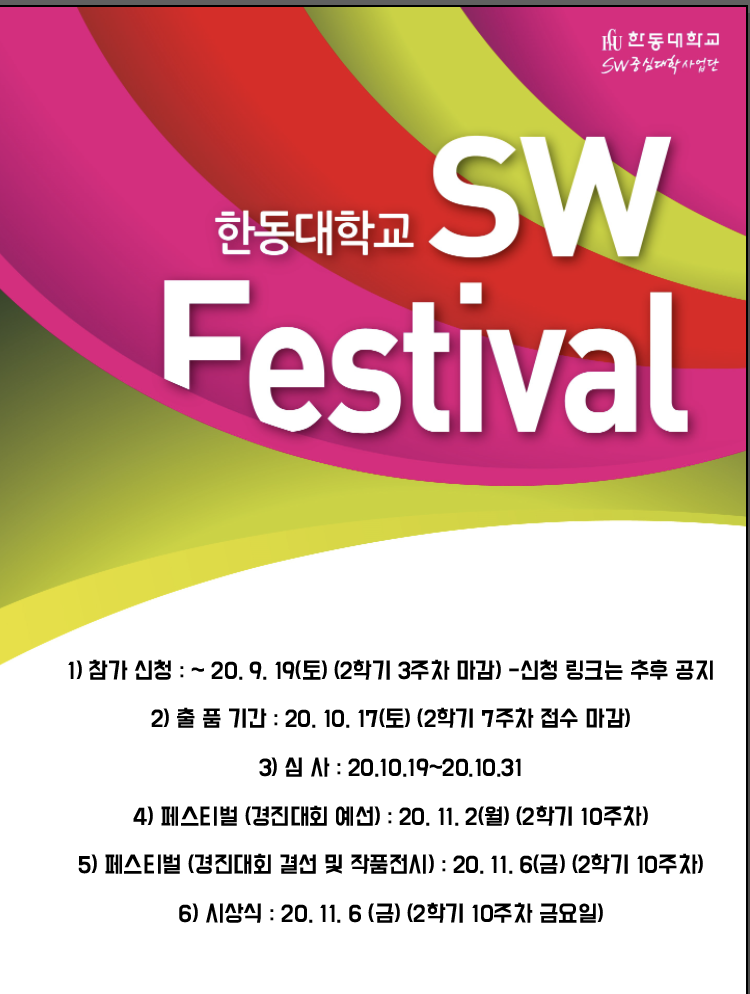 HGU 한동대학교
SW중심대학사업단
한동대학교 SW
Festival
1) 참가 신청 : ~ 20. 9. 19(토) (2학기 3주차 마감) -신청 링크는 추후 공지
2) 출 품 기간 : 20. 10. 17(토) (2학기 7주차 접수 마감)
3) 심 사 : 20.10.19~20.10.31
4) 페스티벌 (경진대회 예선) : 20. 11. 2(월) (2학기 10주차)
5) 페스티벌 (경진대회 결선 및 작품전시) : 20. 11. 6(금) (2학기 10주차)
6) 시상식 : 20. 11. 6 (금) (2학기 10주차 금요일)